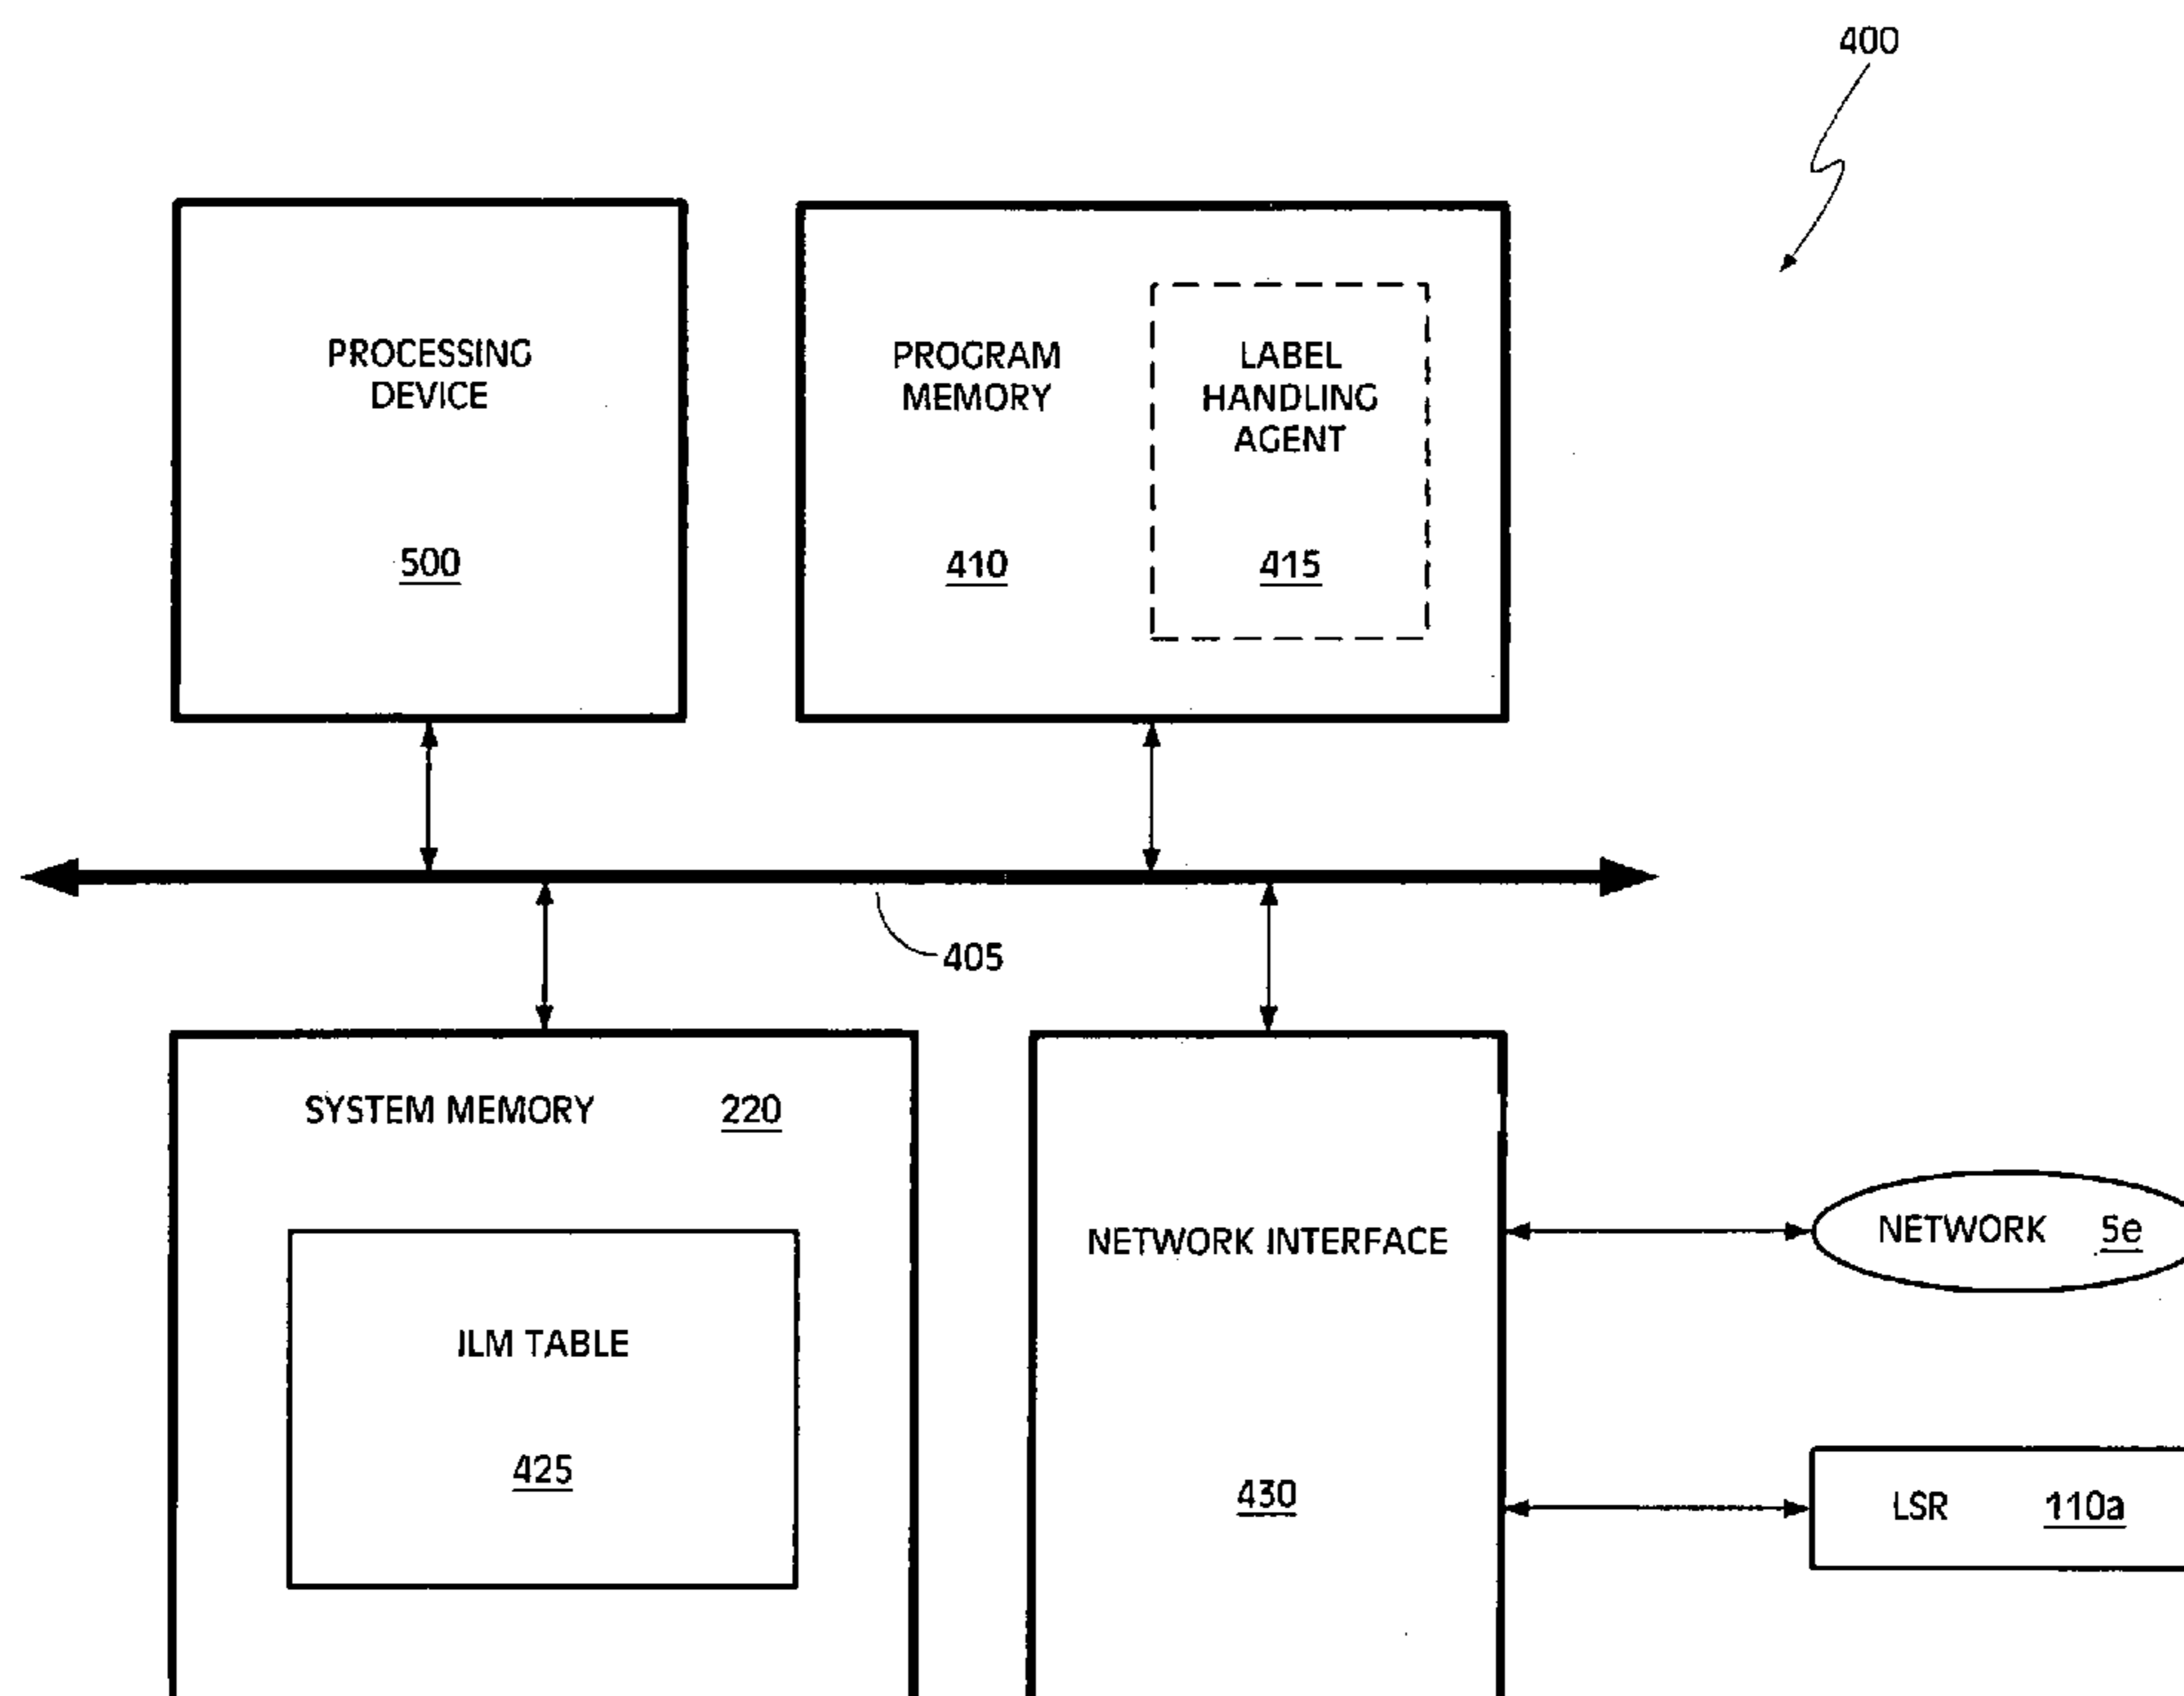 400
PROCESSING
DEVICE
500
PROGRAM
MEMORY
410
LABEL
HANDLING
AGENT
415
405
SYSTEM MEMORY 220
ILM TABLE
425
NETWORK INTERFACE
430
NETWORK 5e
LSR 110a